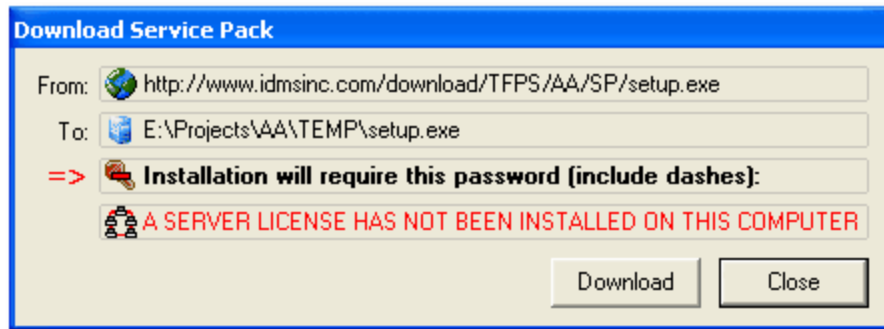 Download Service Pack
From: http://www.idmsinc.com/download/TFPS/AA/SP/setup.exe
To: E:\Projects\AA\TEMP\setup.exe
=> Installation will require this password (include dashes):
A SERVER LICENSE HAS NOT BEEN INSTALLED ON THIS COMPUTER
Download Close